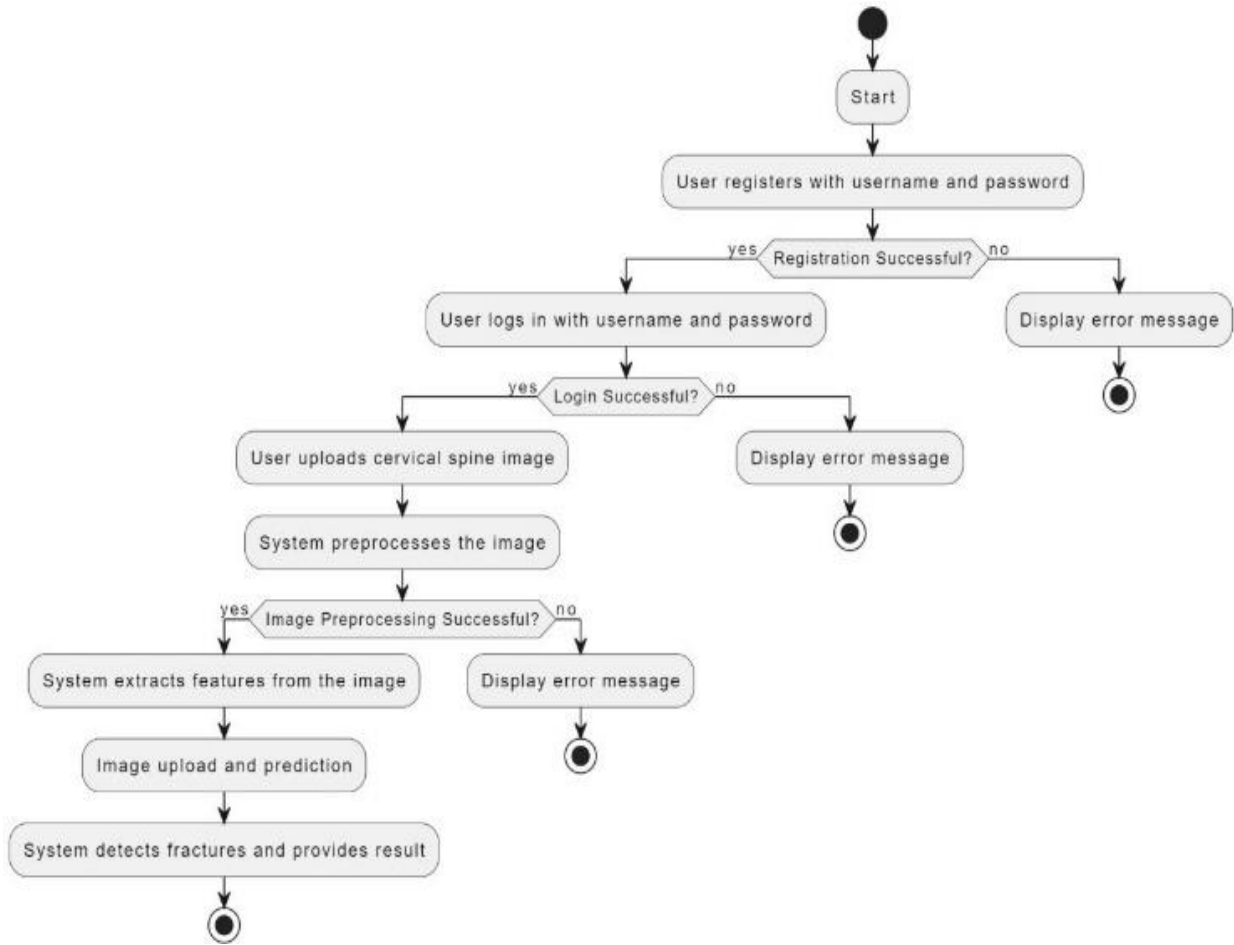 Start
User registers with username and password
yes
Registration Successful?
no
User logs in with username and password
Display error message
yes
Login Successful?
no
User uploads cervical spine image
Display error message
System preprocesses the image
yes
Image Preprocessing Successful?
no
System extracts features from the image
Display error message
Image upload and prediction
System detects fractures and provides result